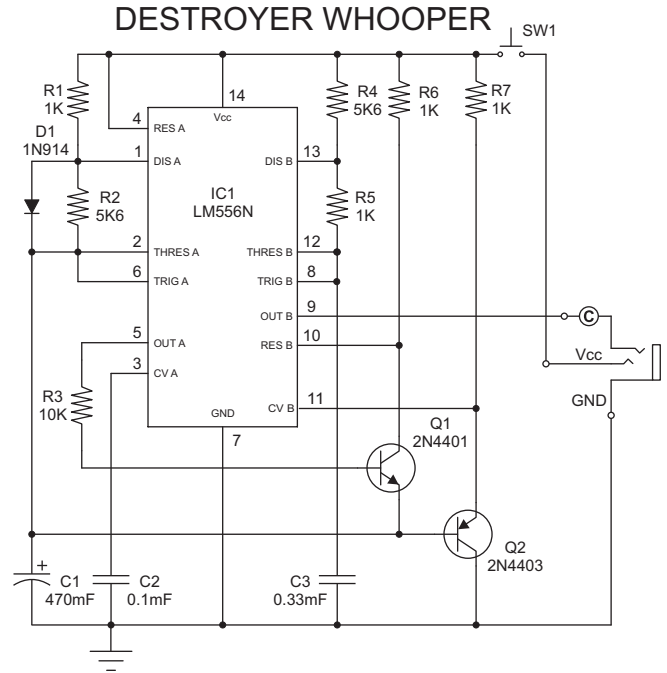 DESTROYER WHOOPER
SW1
R1
1K
R4
5K6
R6
1K
R7
1K
14
Vcc
4
RES A
D1
1N914
1
DIS A
DIS B
13
IC1
LM556N
R2
5K6
R5
1K
2
THRES A
THRES B
12
6
TRIG A
TRIG B
8
OUT B
9
C
5
OUT A
RES B
10
Vcc
3
CV A
R3
10K
GND
CV B
11
GND
7
Q1
2N4401
Q2
2N4403
+
C1
470mF
C2
0.1mF
C3
0.33mF